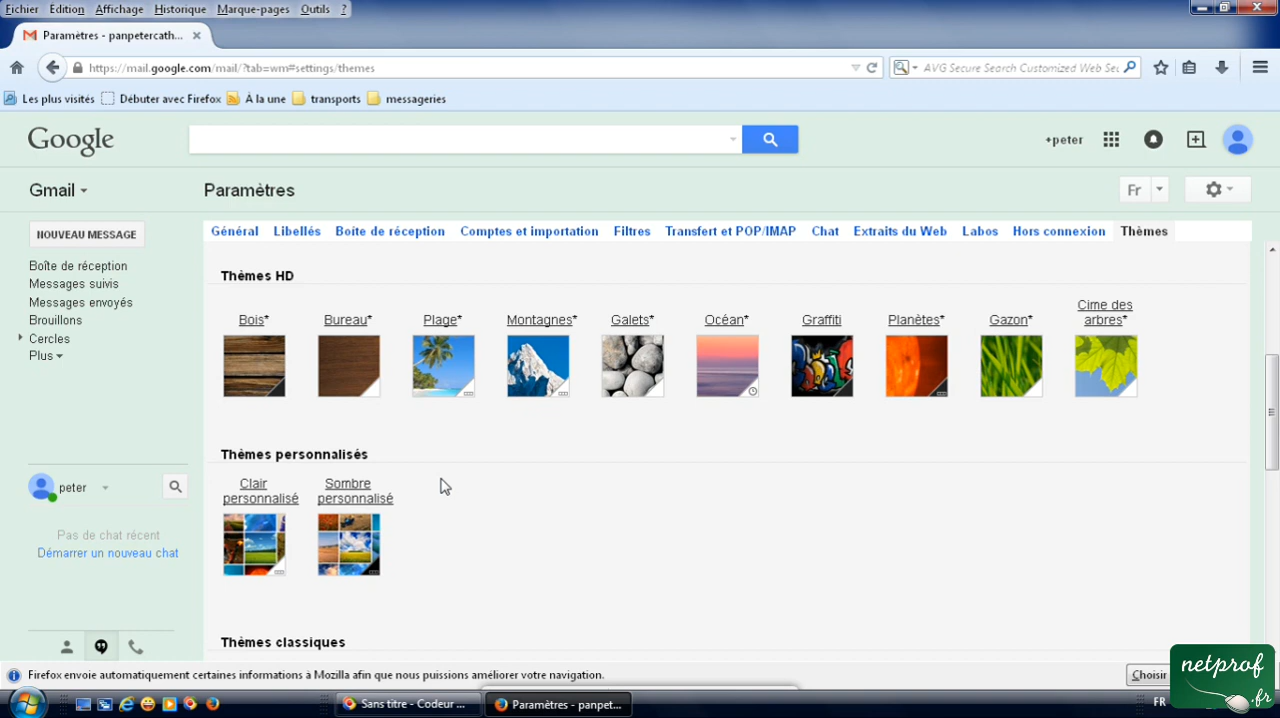 Fichier Édition Affichage Historique Marque-pages Outils ?
Paramètres - panpetercath... ×
https://mail.google.com/mail/?tab=wm#settings/themes
AVG Secure Search Customized Web Se
Les plus visités Débuter avec Firefox À la une transports messageries
Google
+peter
Gmail
Paramètres
Fr
NOUVEAU MESSAGE
Général Libellés Boîte de réception Comptes et importation Filtres Transfert et POP/IMAP Chat Extraits du Web Labos Hors connexion Thèmes
Boîte de réception
Messages suivis
Messages envoyés
Brouillons
Cercles
Plus
Thèmes HD
Bois* Bureau* Plage* Montagnes* Galets* Océan* Graffiti Planètes* Gazon* Cime des
arbres*
Thèmes personnalisés
Clair
personnalisé
Sombre
personnalisé
peter
Pas de chat récent
Démarrer un nouveau chat
Thèmes classiques
Firefox envoie automatiquement certaines informations à Mozilla afin que nous puissions améliorer votre navigation.
Choisir
Sans titre - Codeur ...
Paramètres - panpet...
FR
netprof
.fr